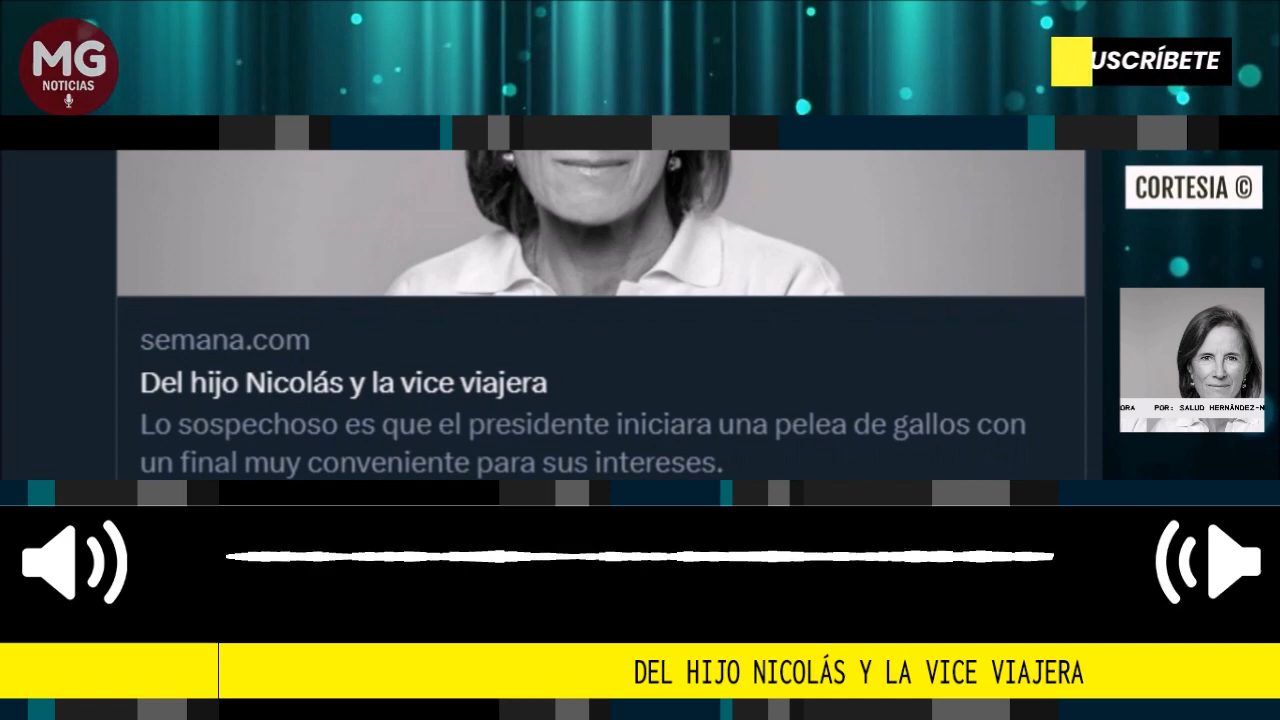 MG
NOTICIAS
USCRÍBETE
CORTESIA ©
semana.com
Del hijo Nicolás y la vice viajera
Lo sospechoso es que el presidente iniciara una pelea de gallos con
un final muy conveniente para sus intereses.
ORA POR: SALUD HERNÁNDEZ-M
DEL HIJO NICOLÁS Y LA VICE VIAJERA